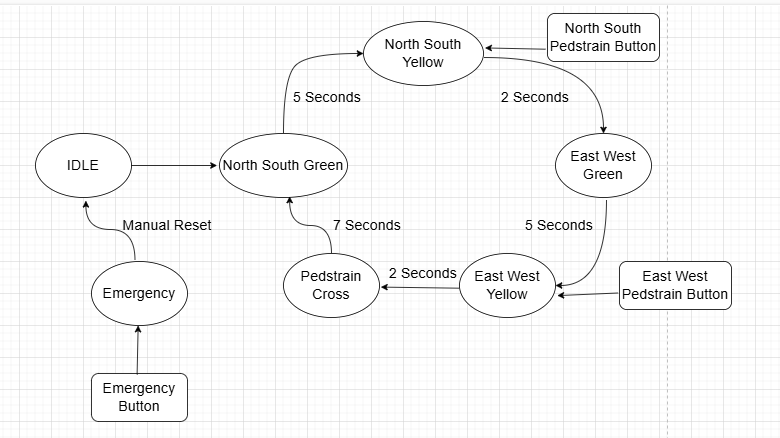 North South
Yellow
North South
Pedstrain Button
5 Seconds
2 Seconds
IDLE
North South Green
East West
Green
Manual Reset
7 Seconds
5 Seconds
Emergency
Pedstrain
Cross
2 Seconds
East West
Yellow
East West
Pedstrain Button
Emergency
Button